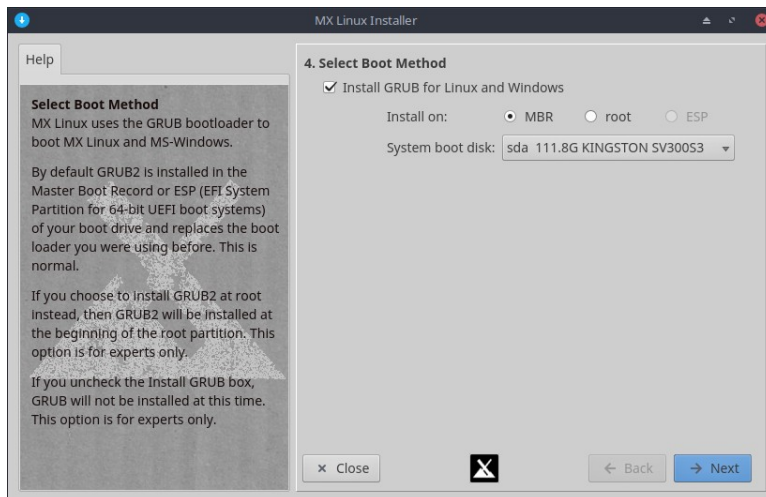 MX Linux Installer
Help
Select Boot Method
MX Linux uses the GRUB bootloader to
boot MX Linux and MS-Windows.
By default GRUB2 is installed in the
Master Boot Record or ESP (EFI System
Partition for 64-bit UEFI boot systems)
of your boot drive and replaces the boot
loader you were using before. This is
normal.
If you choose to install GRUB2 at root
instead, then GRUB2 will be installed at
the beginning of the root partition. This
option is for experts only.
If you uncheck the Install GRUB box,
GRUB will not be installed at this time.
This option is for experts only.
4. Select Boot Method
Install GRUB for Linux and Windows
Install on: MBR root ESP
System boot disk: sda 111.8G KINGSTON SV300S3
Close
Back
Next